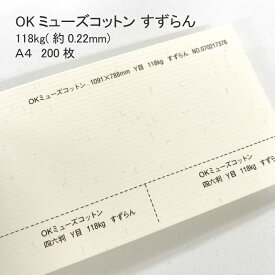 OKミューズコットン すずらん
118kg(約0.22mm)
A4 200枚
OKミューズコットン 1091×788mm Y目 118kg すずらん NO.070217378
OKミューズコットン
四六判 Y目 118kg すずらん
OKミューズコットン
四六判 Y目 118kg すずらん